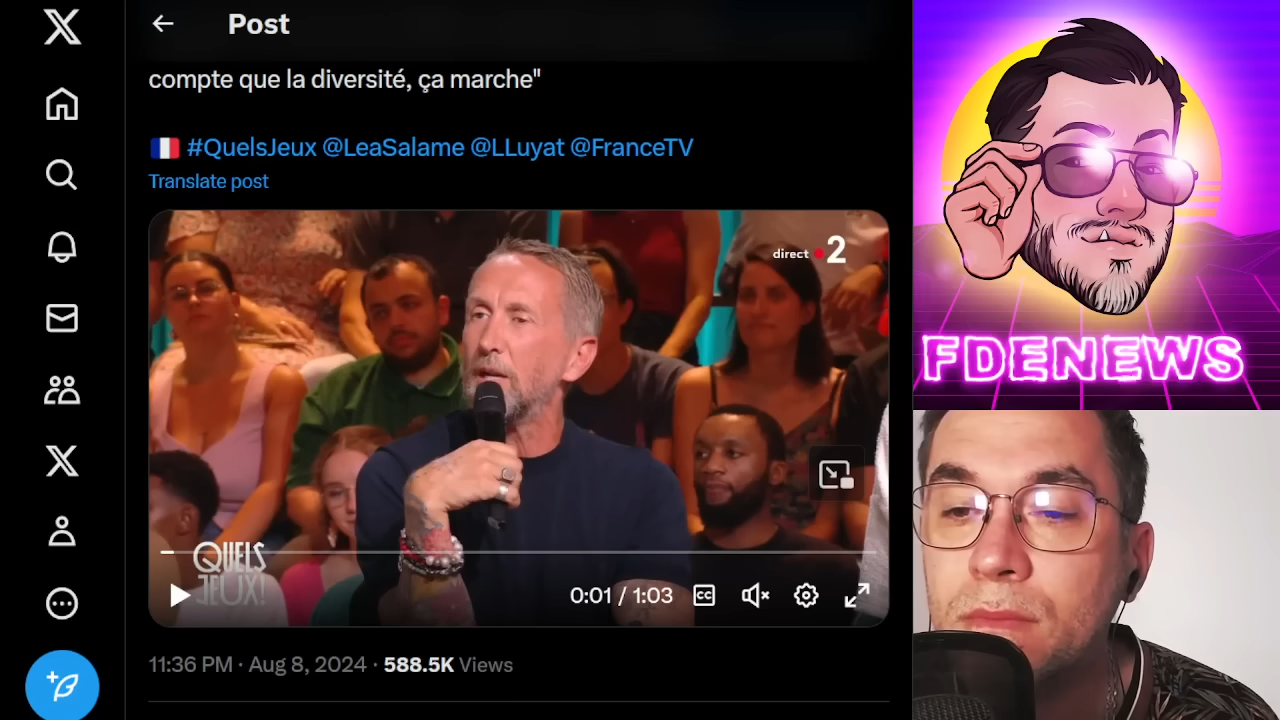 Post
compte que la diversité, ça marche"
🇫🇷 #QuelsJeux @LeaSalame @LLuyat @FranceTV
Translate post
direct 2
QUELS
JEUX!
0:01 / 1:03
CC
11:36 PM · Aug 8, 2024 · 588.5K Views
FDENEWS